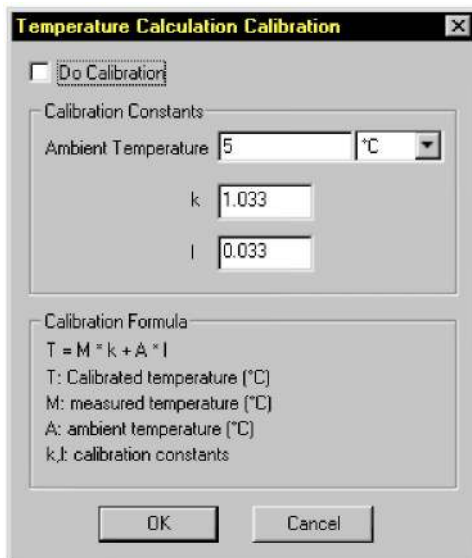 Temperature Calculation Calibration
Do Calibration
Calibration Constants
Ambient Temperature 5 °C
k 1.033
l 0.033
Calibration Formula
T = M * k + A * l
T: Calibrated temperature (°C)
M: measured temperature (°C)
A: ambient temperature (°C)
k,l: calibration constants
OK Cancel